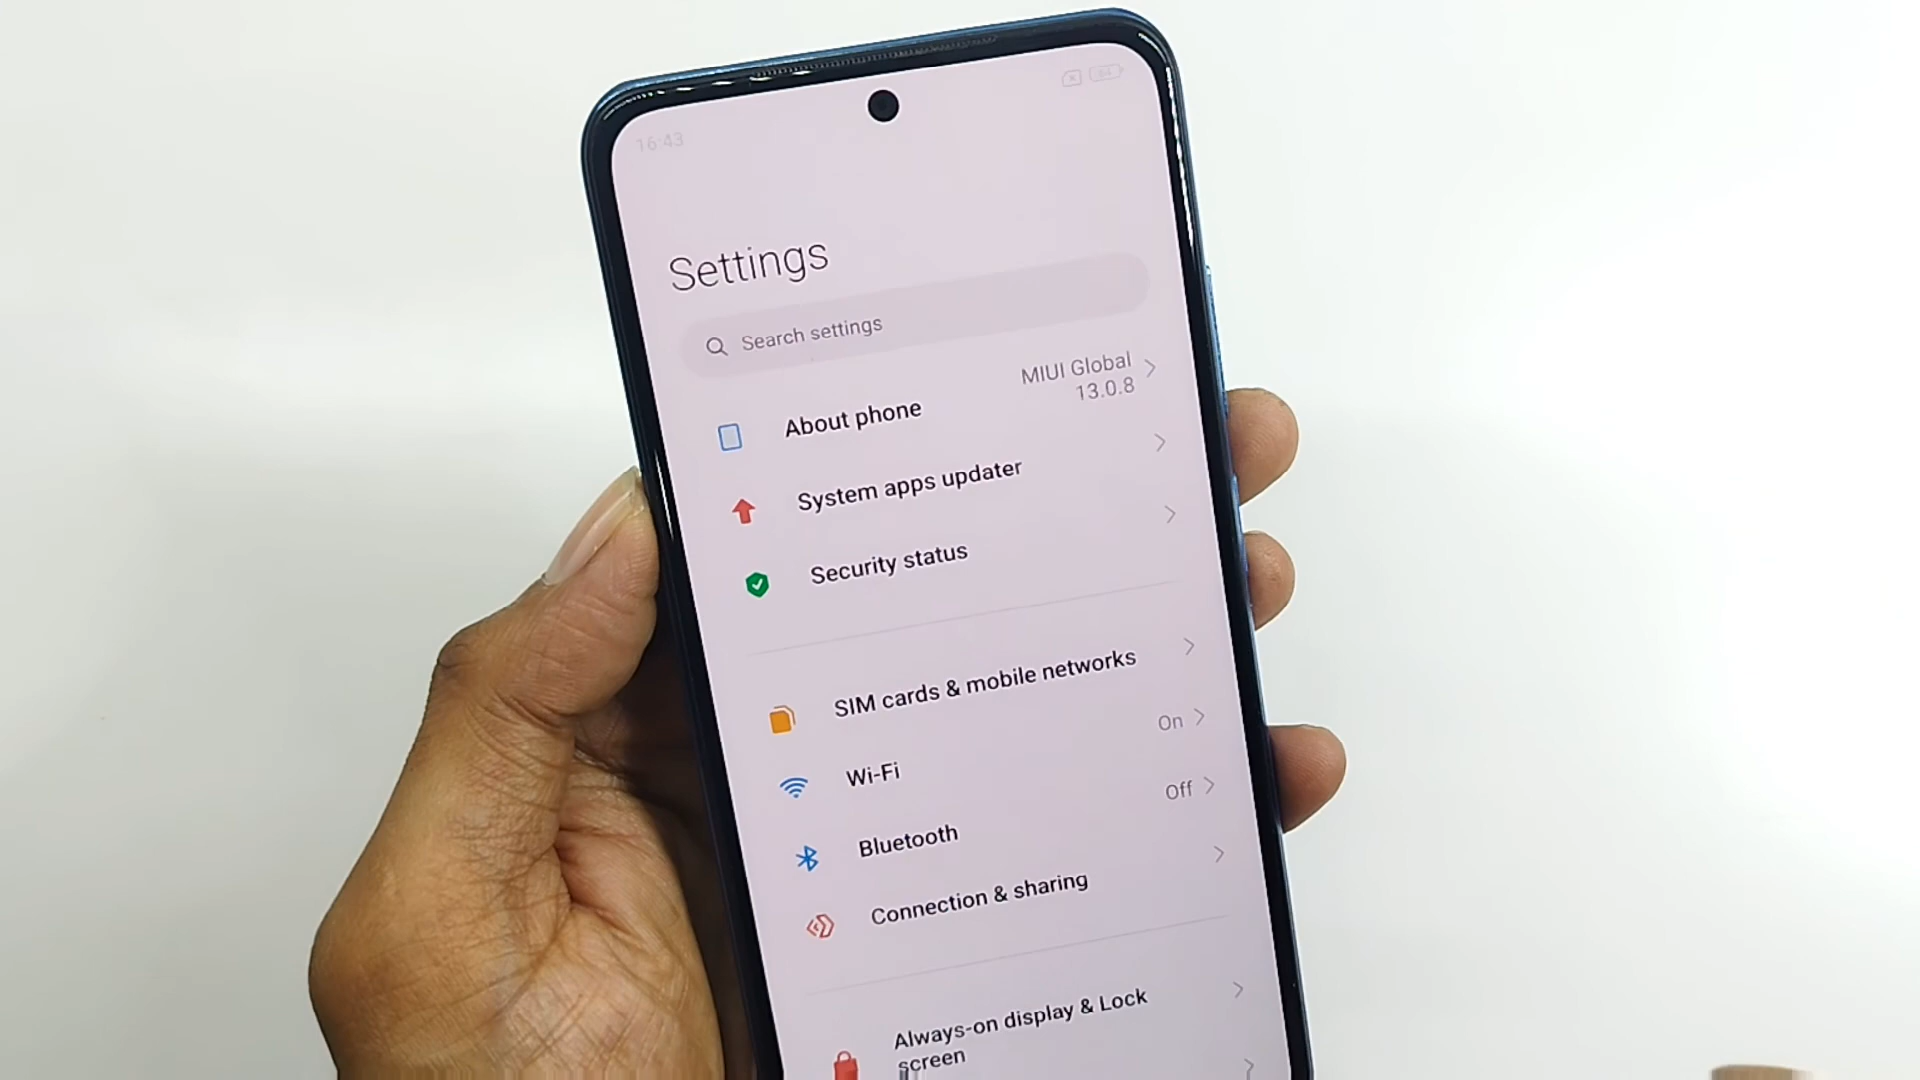 16:43
Settings
Search settings
About phone
MIUI Global
13.0.8
System apps updater
Security status
SIM cards & mobile networks
Wi-Fi
On
Bluetooth
Off
Connection & sharing
Always-on display & Lock
screen